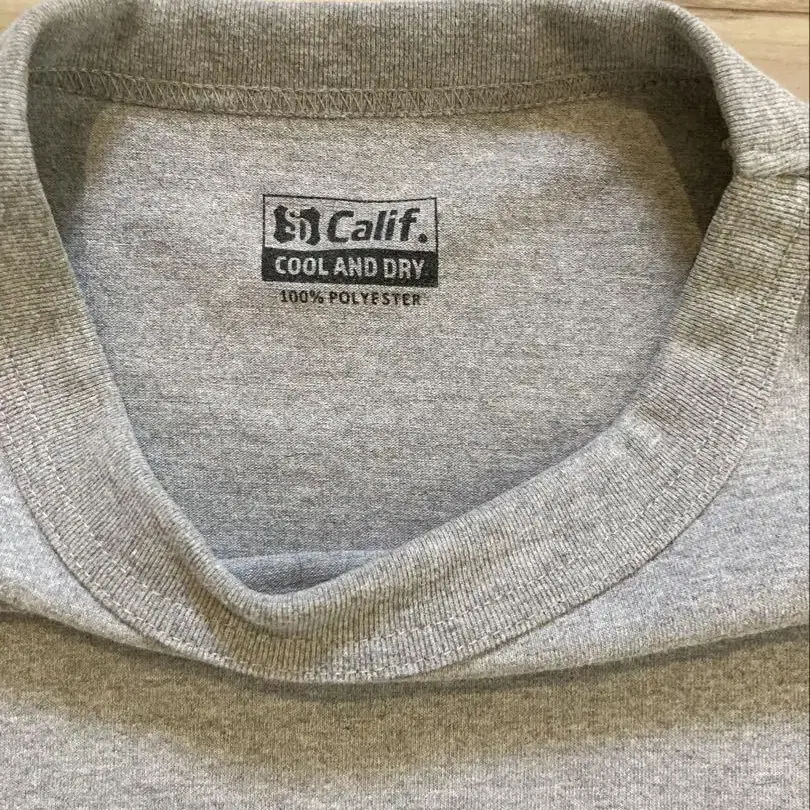 Calif.
COOL AND DRY
100% POLYESTER